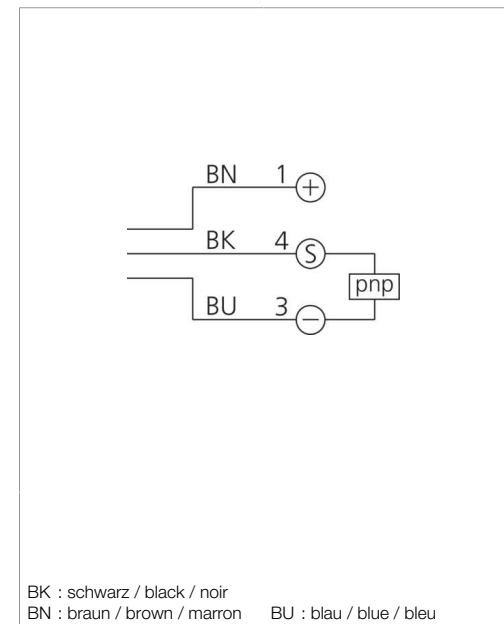 BN 1 +
BK 4 S
pnp
BU 3 −
BK : schwarz / black / noir
BN : braun / brown / marron BU : blau / blue / bleu